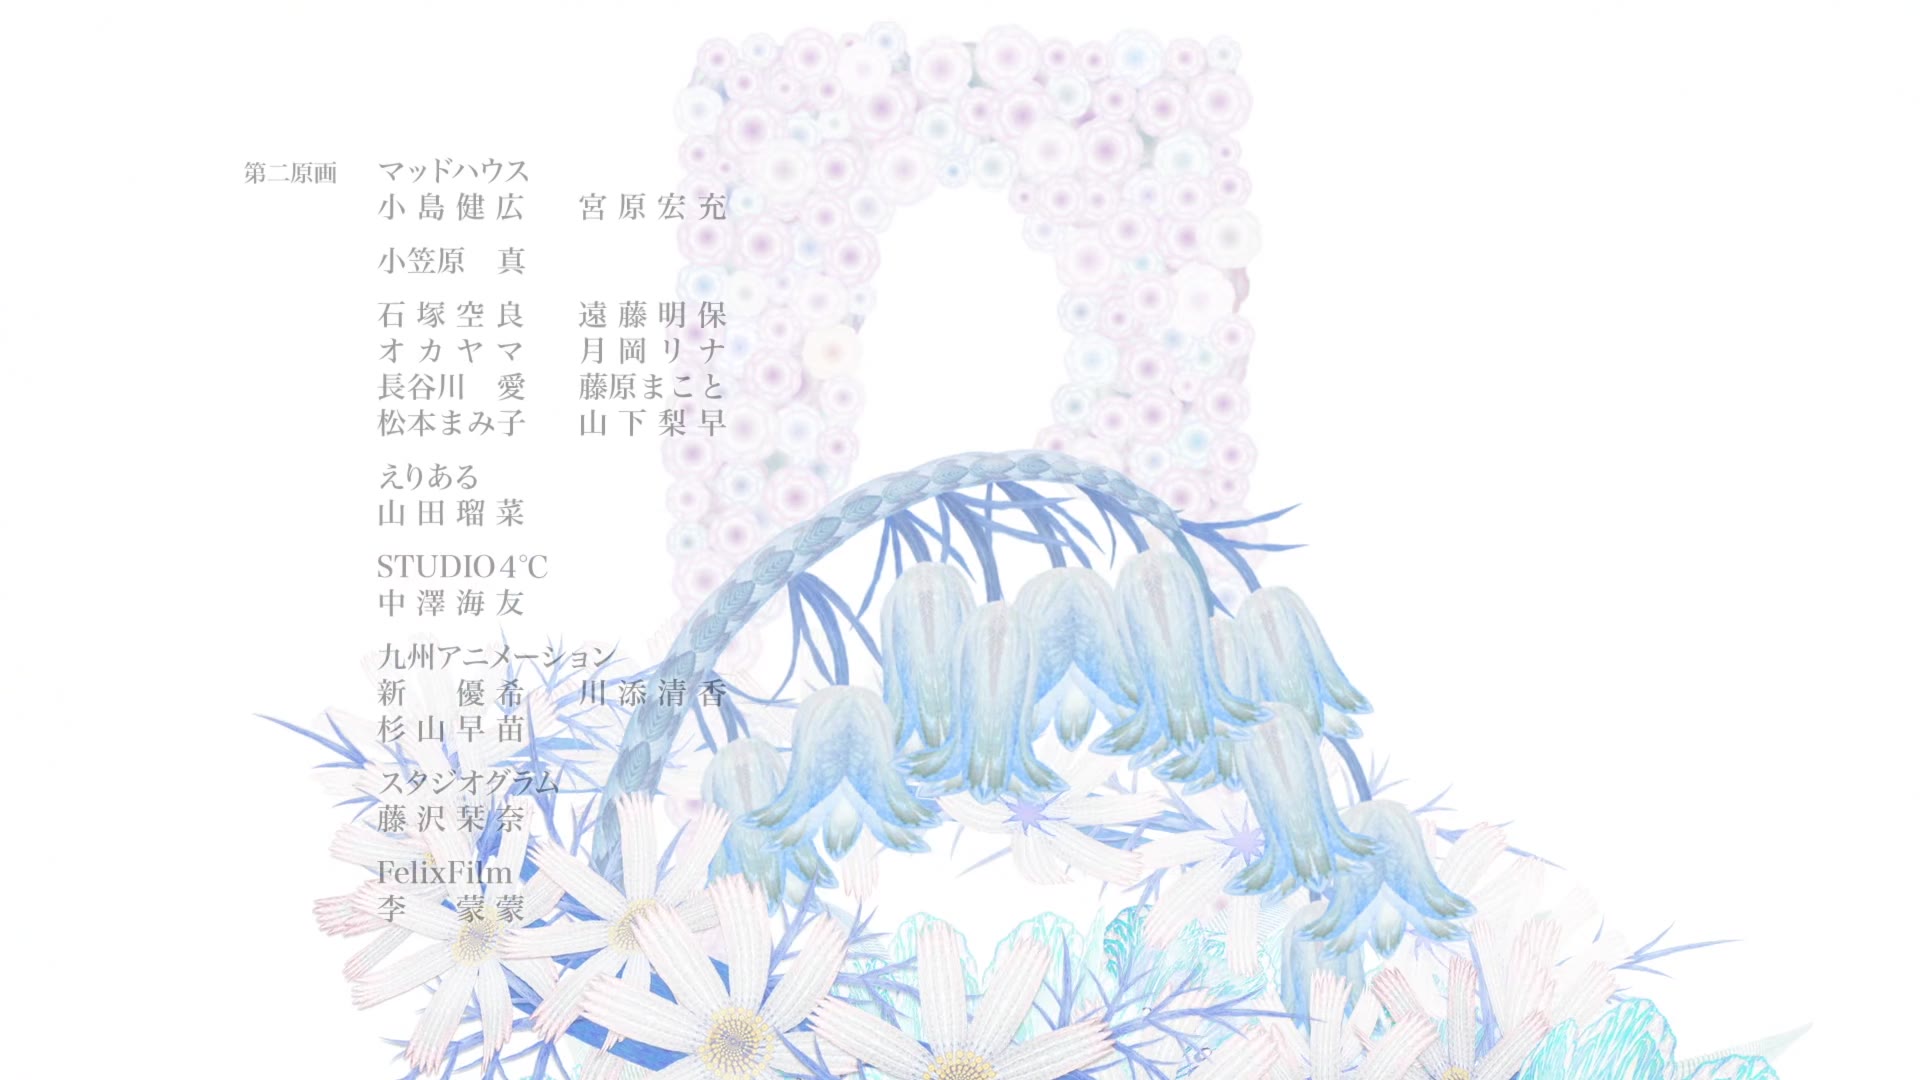 第二原画 マッドハウス
小島健広 宮原宏充
小笠原 真
石塚空良 遠藤明保
オカヤマ 月岡リナ
長谷川 愛 藤原まこと
松本まみ子 山下梨早
えりある
山田瑠菜
STUDIO4℃
中澤海友
九州アニメーション
新 優希 川添清香
杉山早苗
スタジオグラム
藤沢栞奈
FelixFilm
李 蒙蒙